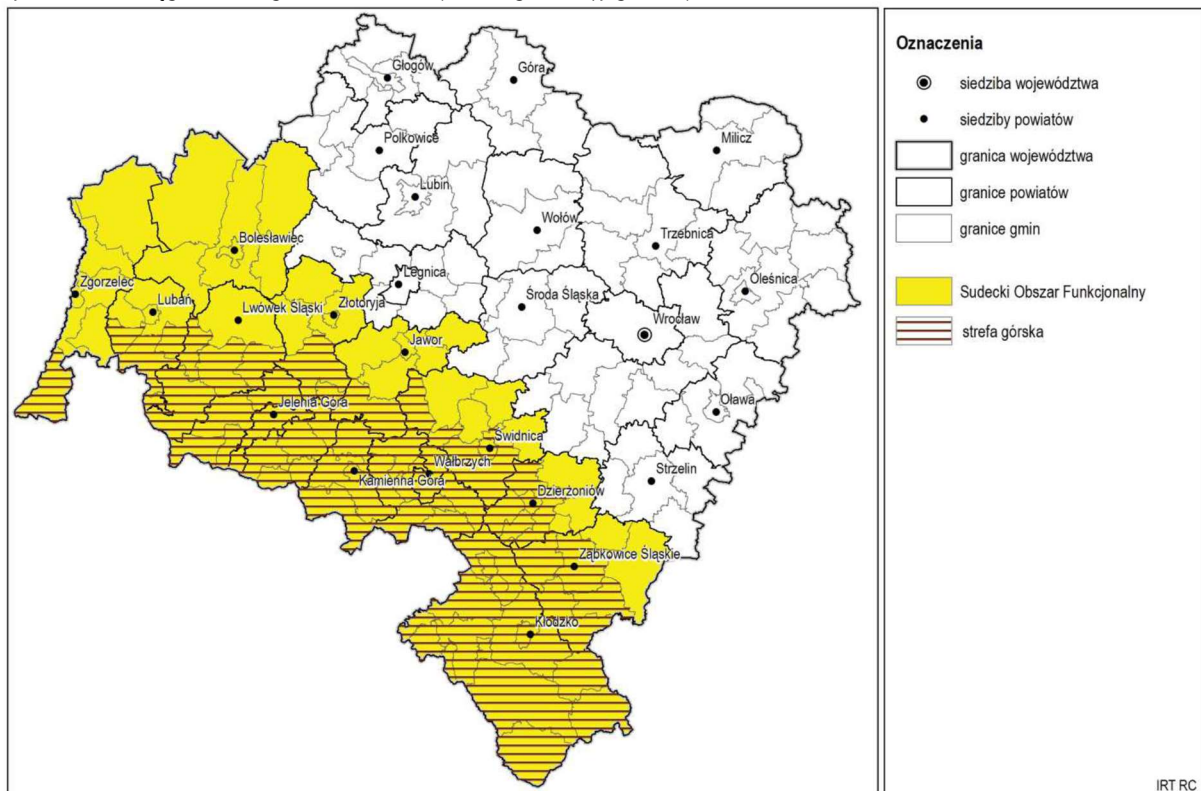 Głogów
Góra
Polkowice
Milicz
Lubin
Wołów
Trzebnica
Bolesławiec
Legnica
Oleśnica
Zgorzelec
Lubań
Lwówek Śląski
Złotoryja
Środa Śląska
Wrocław
Jawor
Jelenia Góra
Oława
Świdnica
Wałbrzych
Kamienna Góra
Strzelin
Dzierżoniów
Ząbkowice Śląskie
Kłodzko
Oznaczenia
siedziba województwa
siedziby powiatów
granica województwa
granice powiatów
granice gmin
Sudecki Obszar Funkcjonalny
strefa górska
IRT RC